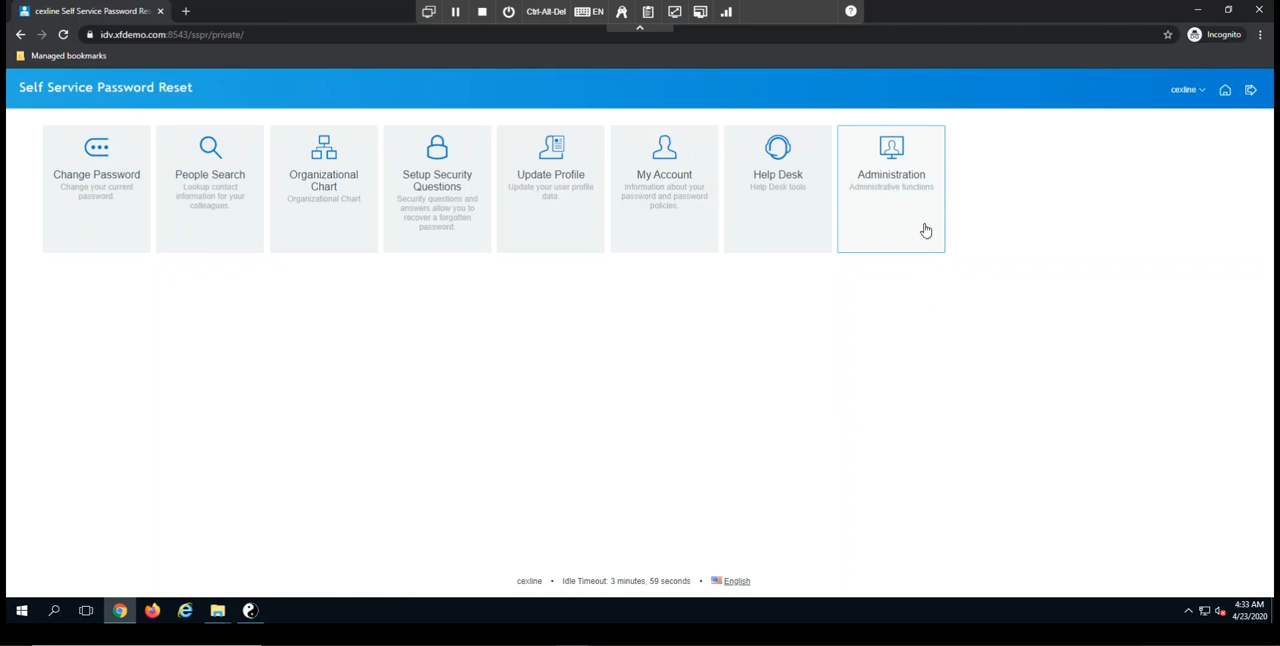 cexline Self Service Password Res
Ctrl-Alt-Del
EN
idv.xfdemo.com:8543/sspr/private/
Incognito
Managed bookmarks
Self Service Password Reset
cexline
Change Password
Change your current
password.
People Search
Lookup contact
information for your
colleagues.
Organizational
Chart
Organizational Chart
Setup Security
Questions
Security questions and
answers allow you to
recover a forgotten
password.
Update Profile
Update your user profile
data.
My Account
Information about your
password and password
policies.
Help Desk
Help Desk tools
Administration
Administrative functions
cexline • Idle Timeout: 3 minutes, 59 seconds • English
4:33 AM
4/23/2020